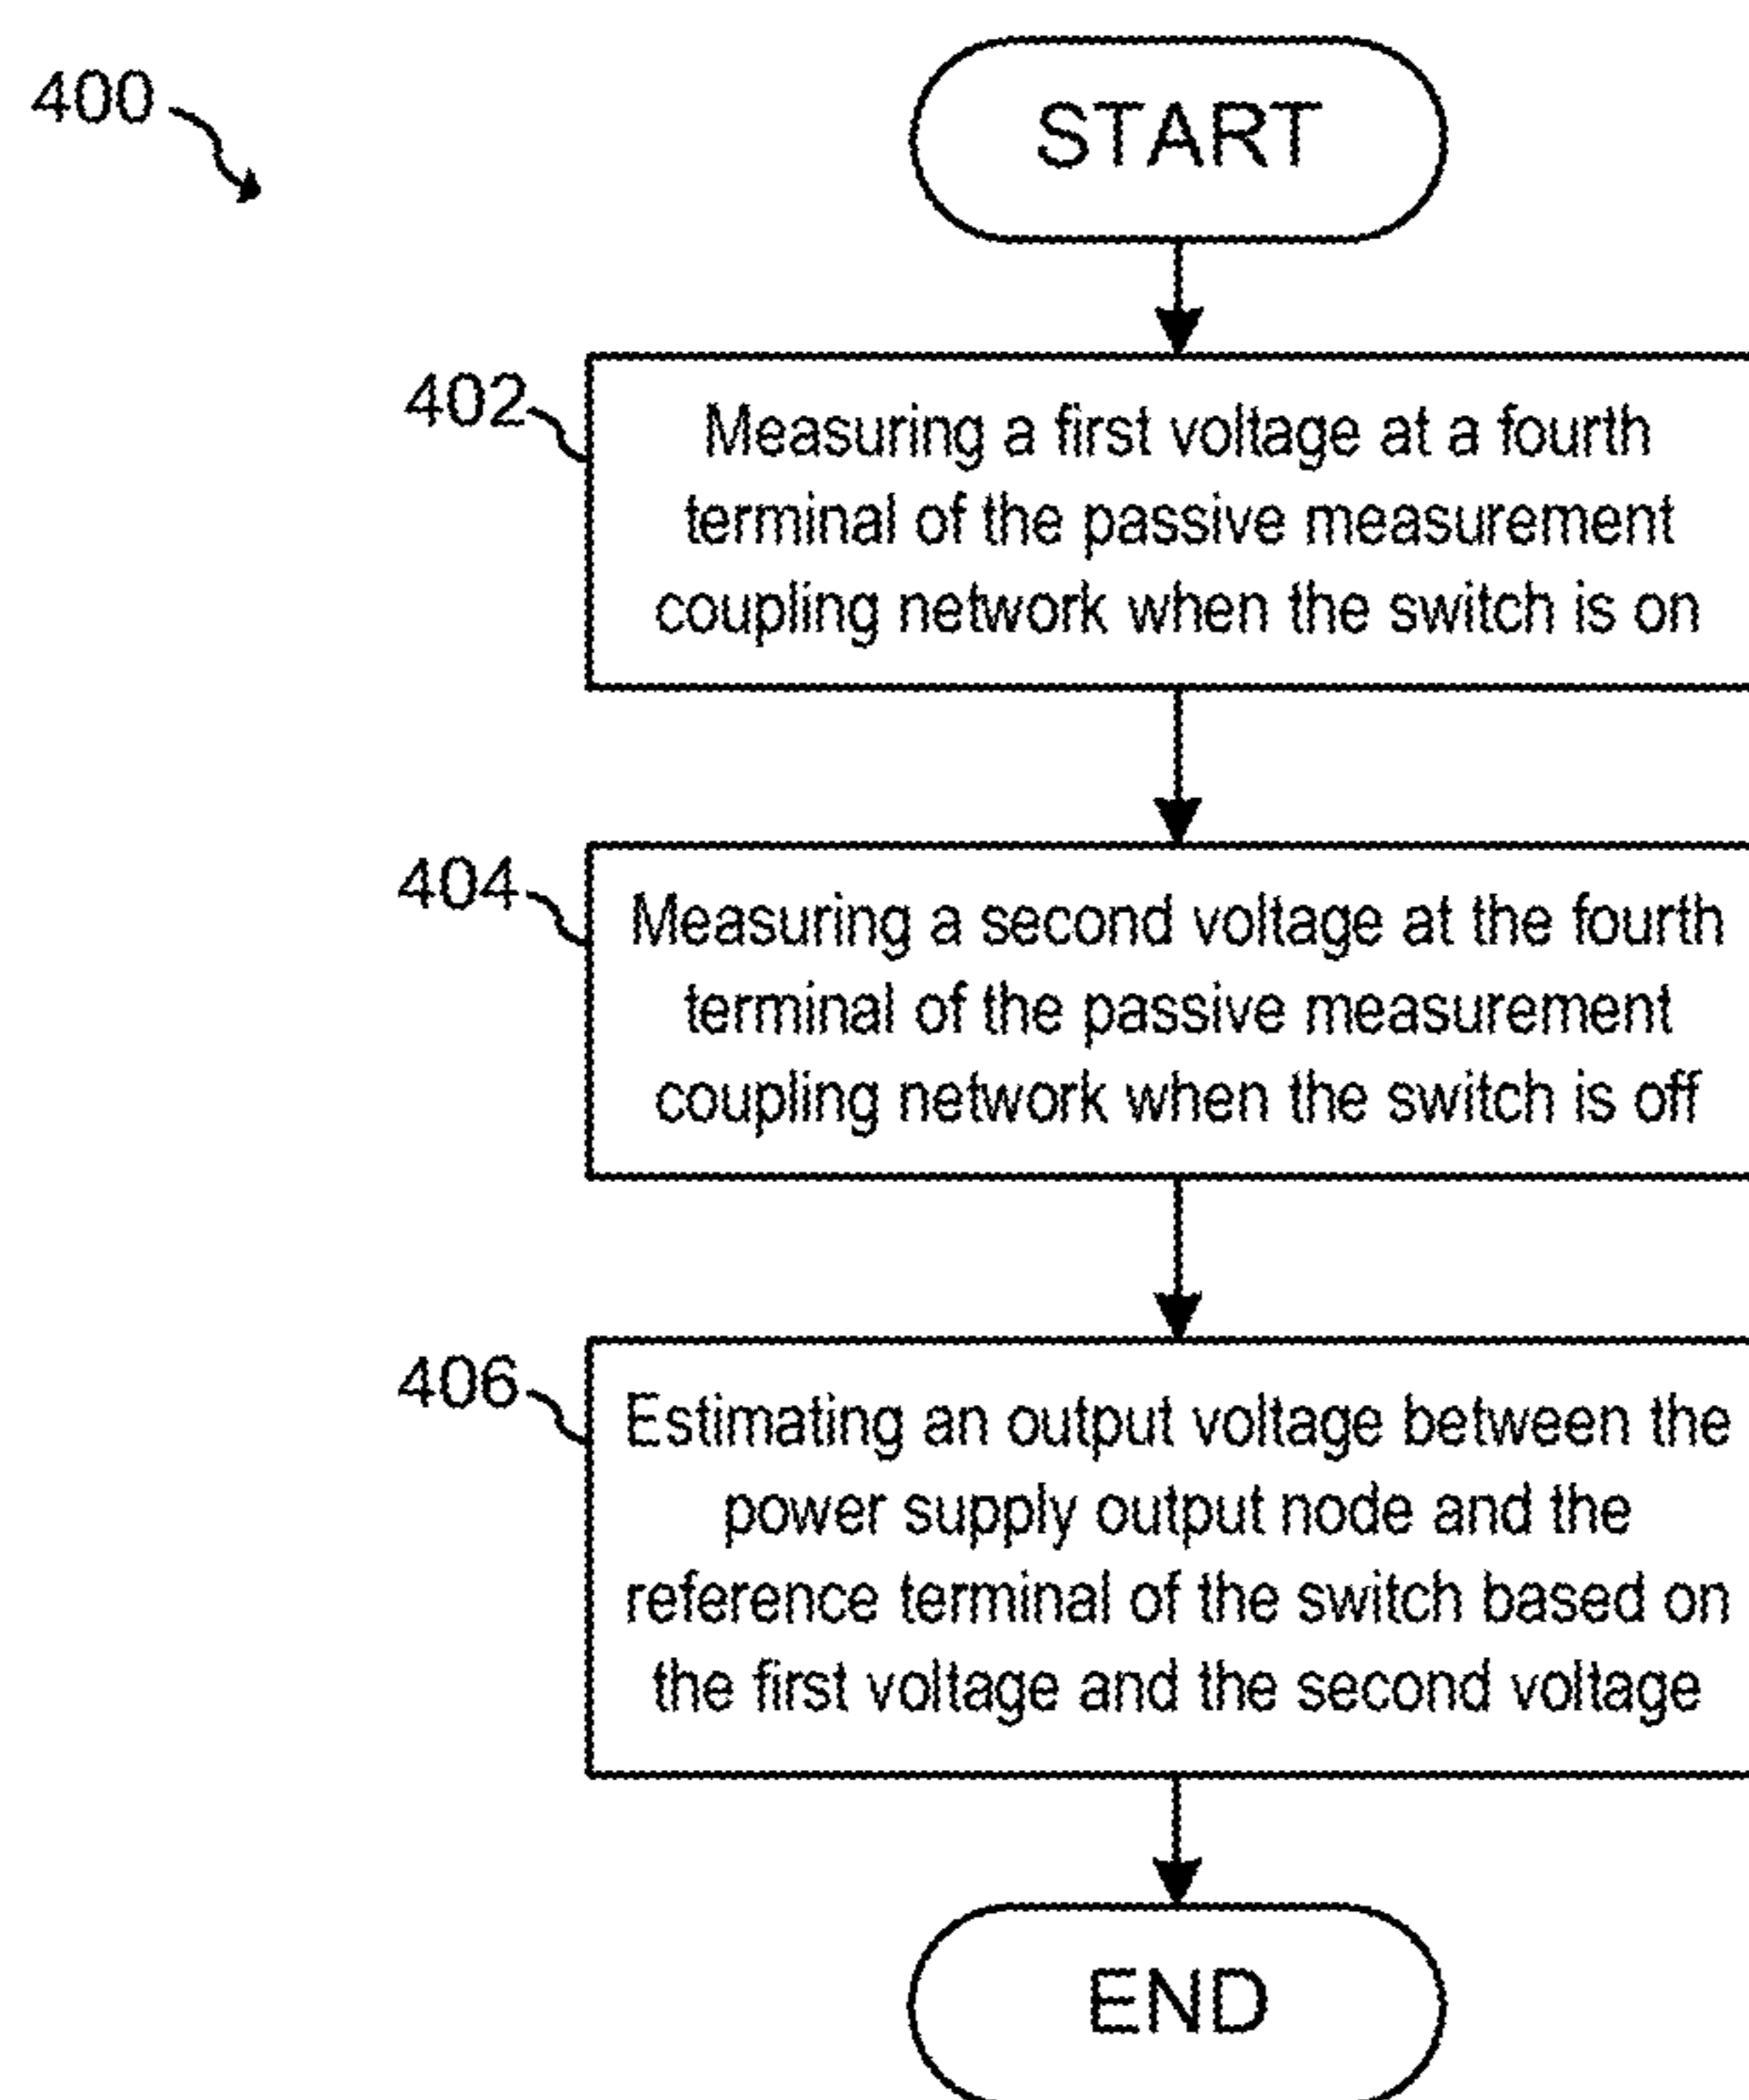 400
START
402
Measuring a first voltage at a fourth
terminal of the passive measurement
coupling network when the switch is on
404
Measuring a second voltage at the fourth
terminal of the passive measurement
coupling network when the switch is off
406
Estimating an output voltage between the
power supply output node and the
reference terminal of the switch based on
the first voltage and the second voltage
END